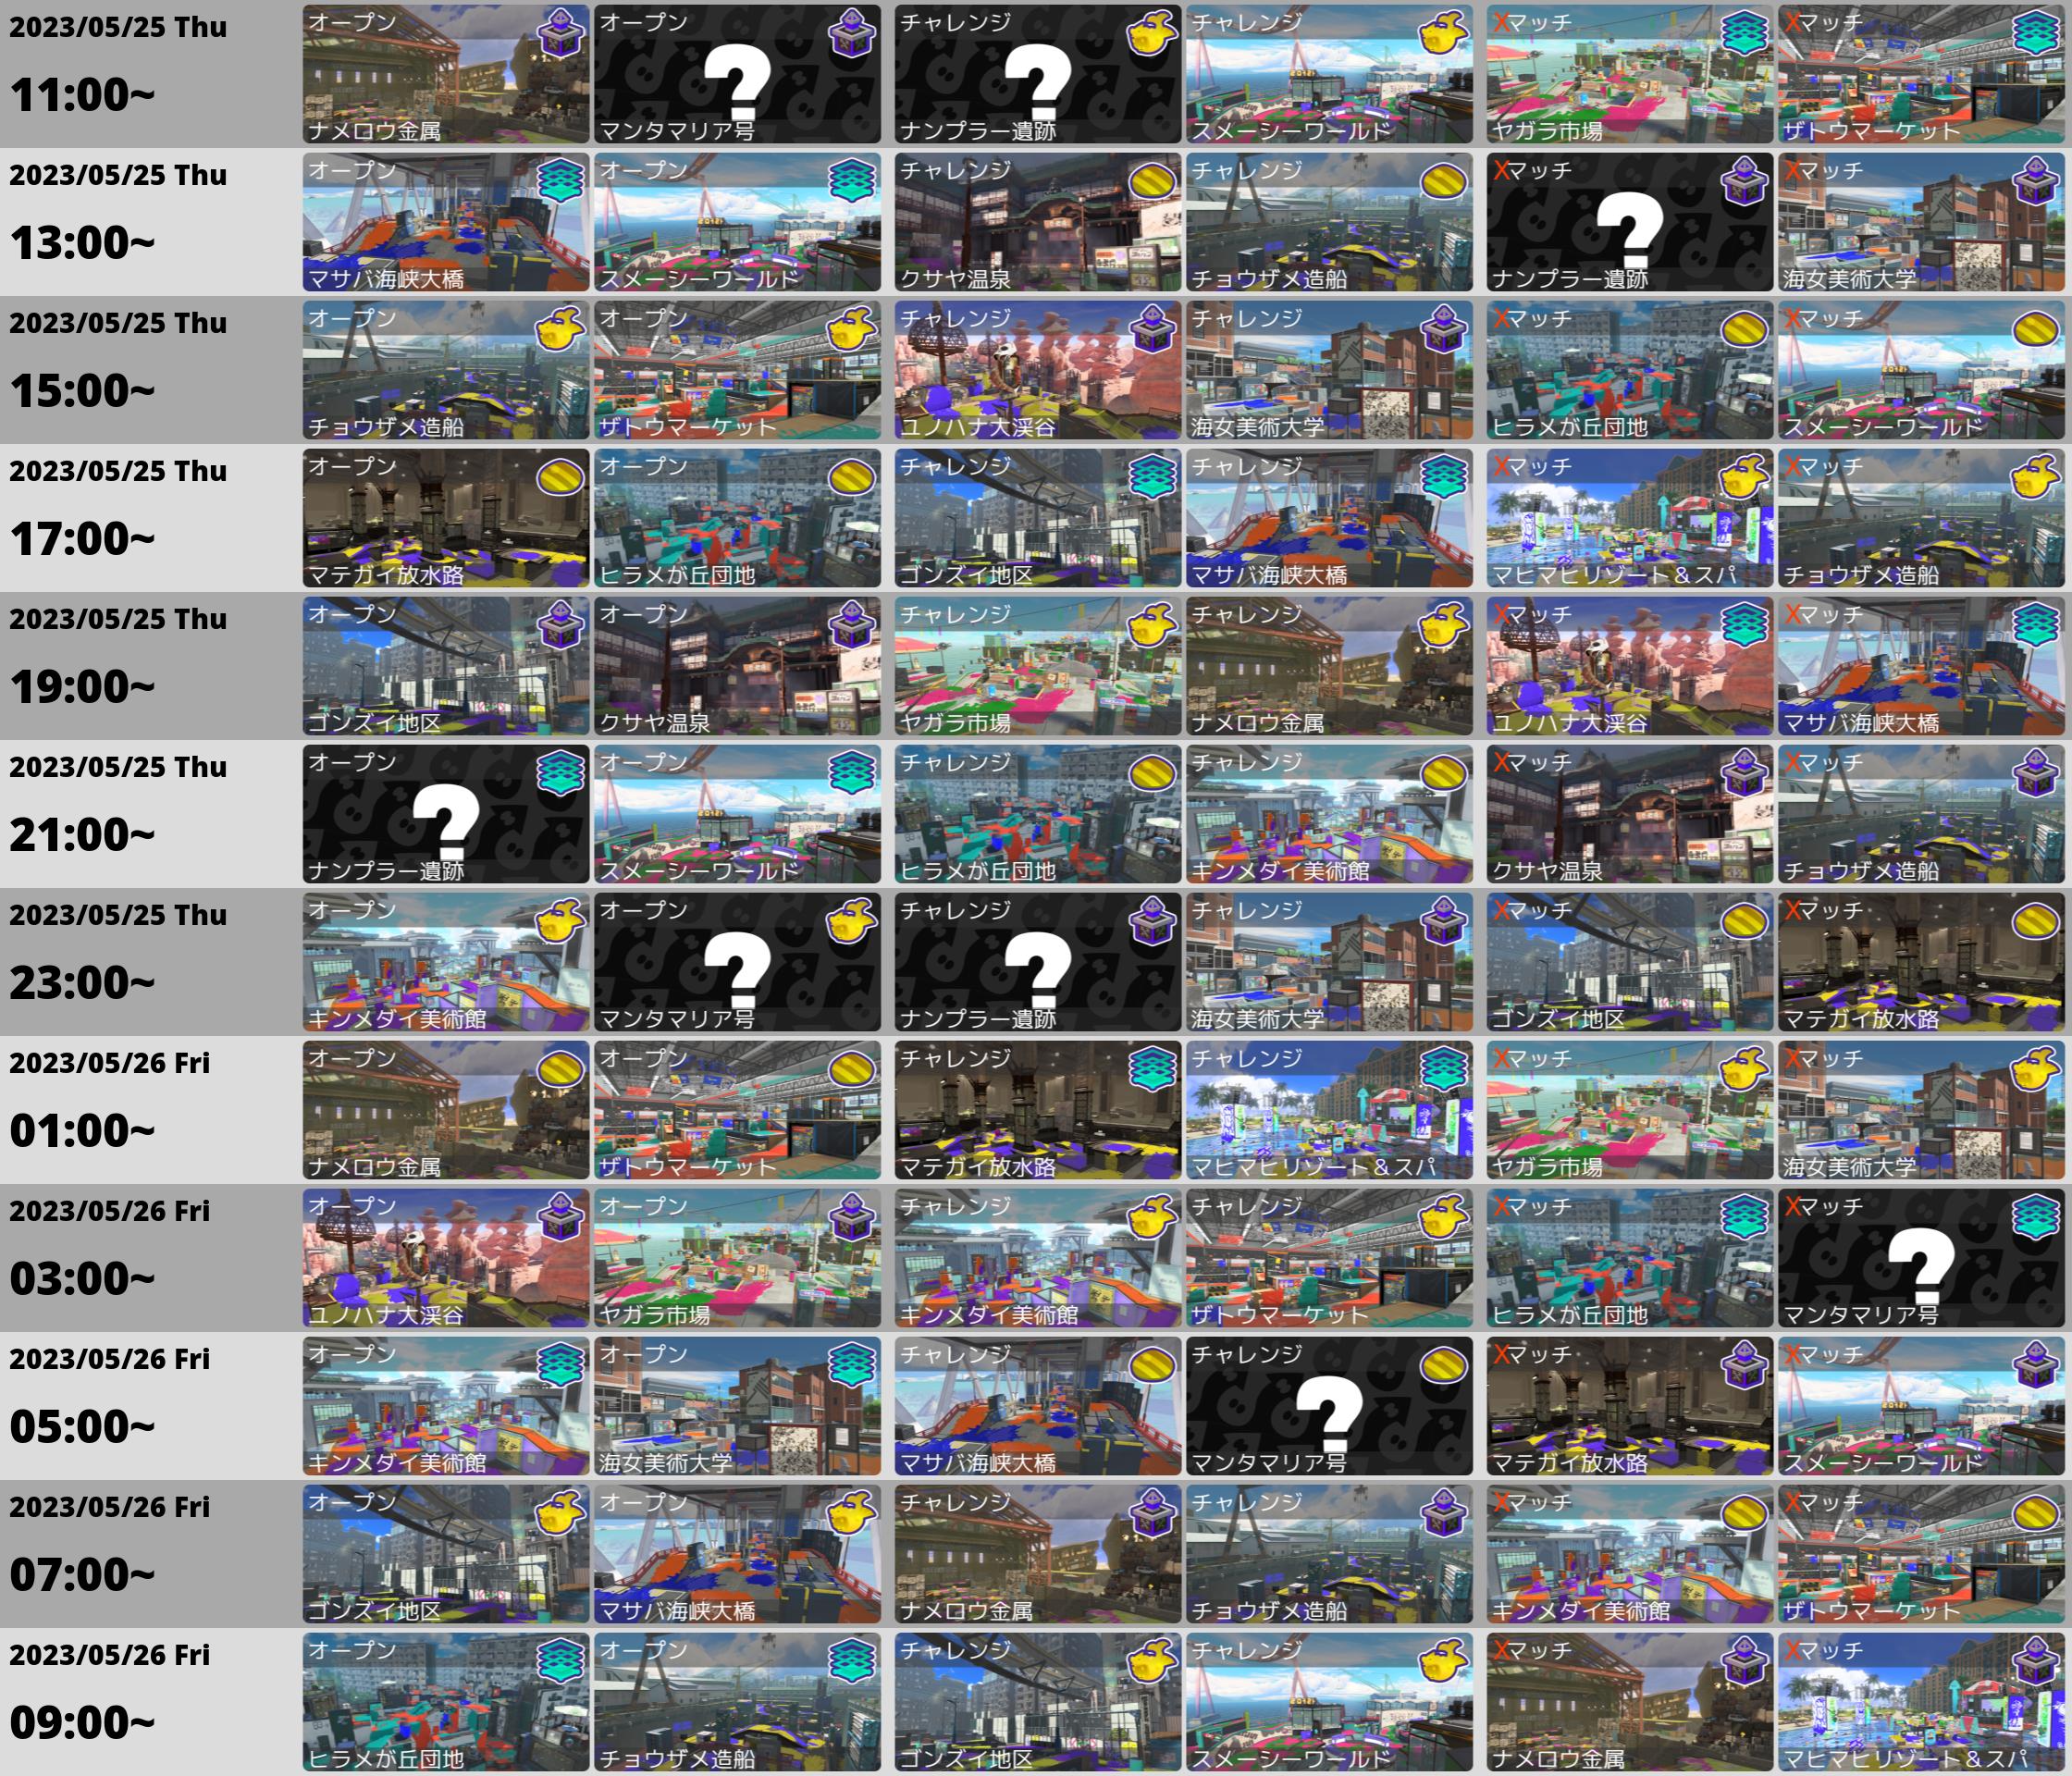 2023/05/25 Thu
11:00~
オープン オープン チャレンジ チャレンジ Xマッチ Xマッチ
ナメロウ金属 マンタマリア号 ナンプラー遺跡 スメーシーワールド ヤガラ市場 ザトウマーケット
2023/05/25 Thu
13:00~
オープン オープン チャレンジ チャレンジ Xマッチ Xマッチ
マサバ海峡大橋 スメーシーワールド クサヤ温泉 チョウザメ造船 ナンプラー遺跡 海女美術大学
2023/05/25 Thu
15:00~
オープン オープン チャレンジ チャレンジ Xマッチ Xマッチ
チョウザメ造船 ザトウマーケット ユノハナ大渓谷 海女美術大学 ヒラメが丘団地 スメーシーワールド
2023/05/25 Thu
17:00~
オープン オープン チャレンジ チャレンジ Xマッチ Xマッチ
マテガイ放水路 ヒラメが丘団地 ゴンズイ地区 マサバ海峡大橋 マヒマヒリゾート&スパ チョウザメ造船
2023/05/25 Thu
19:00~
オープン オープン チャレンジ チャレンジ Xマッチ Xマッチ
ゴンズイ地区 クサヤ温泉 ヤガラ市場 ナメロウ金属 ユノハナ大渓谷 マサバ海峡大橋
2023/05/25 Thu
21:00~
オープン オープン チャレンジ チャレンジ Xマッチ Xマッチ
ナンプラー遺跡 スメーシーワールド ヒラメが丘団地 キンメダイ美術館 クサヤ温泉 チョウザメ造船
2023/05/25 Thu
23:00~
オープン オープン チャレンジ チャレンジ Xマッチ Xマッチ
キンメダイ美術館 マンタマリア号 ナンプラー遺跡 海女美術大学 ゴンズイ地区 マテガイ放水路
2023/05/26 Fri
01:00~
オープン オープン チャレンジ チャレンジ Xマッチ Xマッチ
ナメロウ金属 ザトウマーケット マテガイ放水路 マヒマヒリゾート&スパ ヤガラ市場 海女美術大学
2023/05/26 Fri
03:00~
オープン オープン チャレンジ チャレンジ Xマッチ Xマッチ
ユノハナ大渓谷 ヤガラ市場 キンメダイ美術館 ザトウマーケット ヒラメが丘団地 マンタマリア号
2023/05/26 Fri
05:00~
オープン オープン チャレンジ チャレンジ Xマッチ Xマッチ
キンメダイ美術館 海女美術大学 マサバ海峡大橋 マンタマリア号 マテガイ放水路 スメーシーワールド
2023/05/26 Fri
07:00~
オープン オープン チャレンジ チャレンジ Xマッチ Xマッチ
ゴンズイ地区 マサバ海峡大橋 ナメロウ金属 チョウザメ造船 キンメダイ美術館 ザトウマーケット
2023/05/26 Fri
09:00~
オープン オープン チャレンジ チャレンジ Xマッチ Xマッチ
ヒラメが丘団地 チョウザメ造船 ゴンズイ地区 スメーシーワールド ナメロウ金属 マヒマヒリゾート&スパ